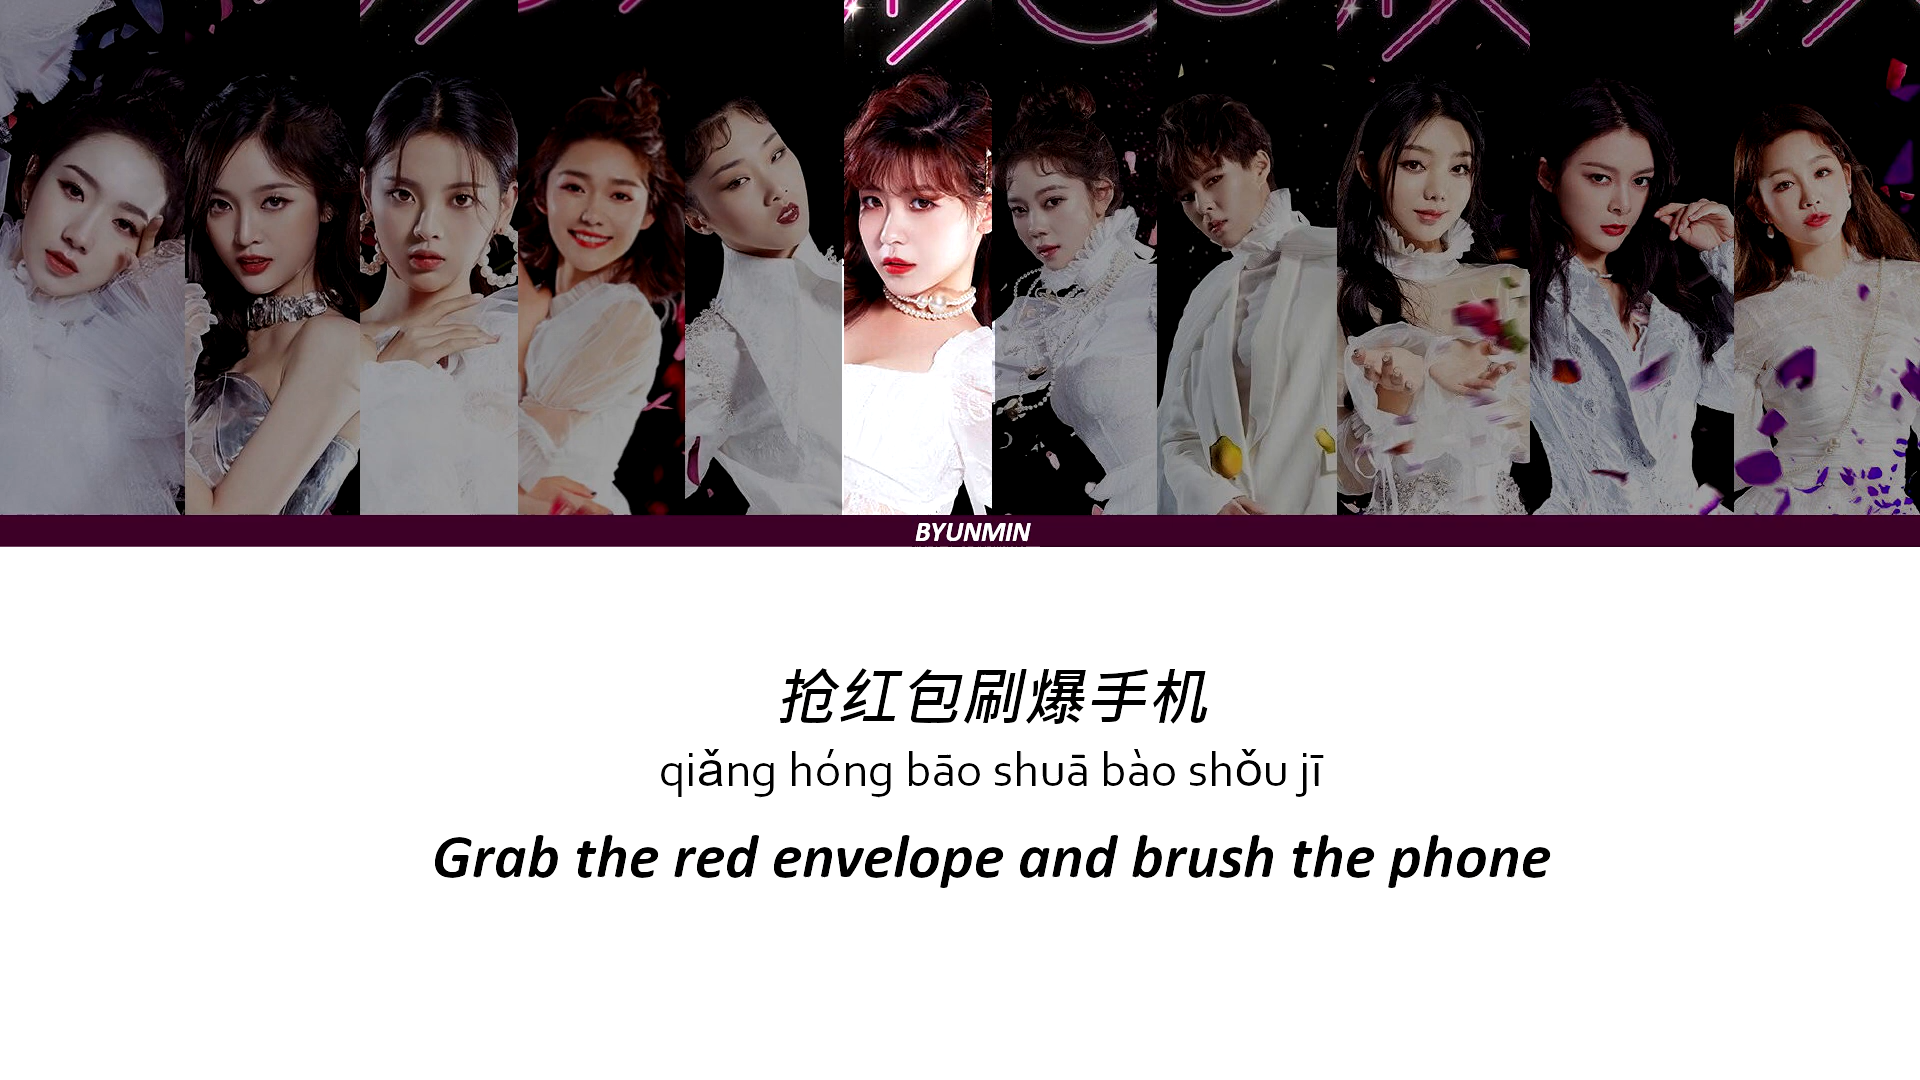 BYUNMIN
抢红包刷爆手机
qiǎng hóng bāo shuā bào shǒu jī
Grab the red envelope and brush the phone